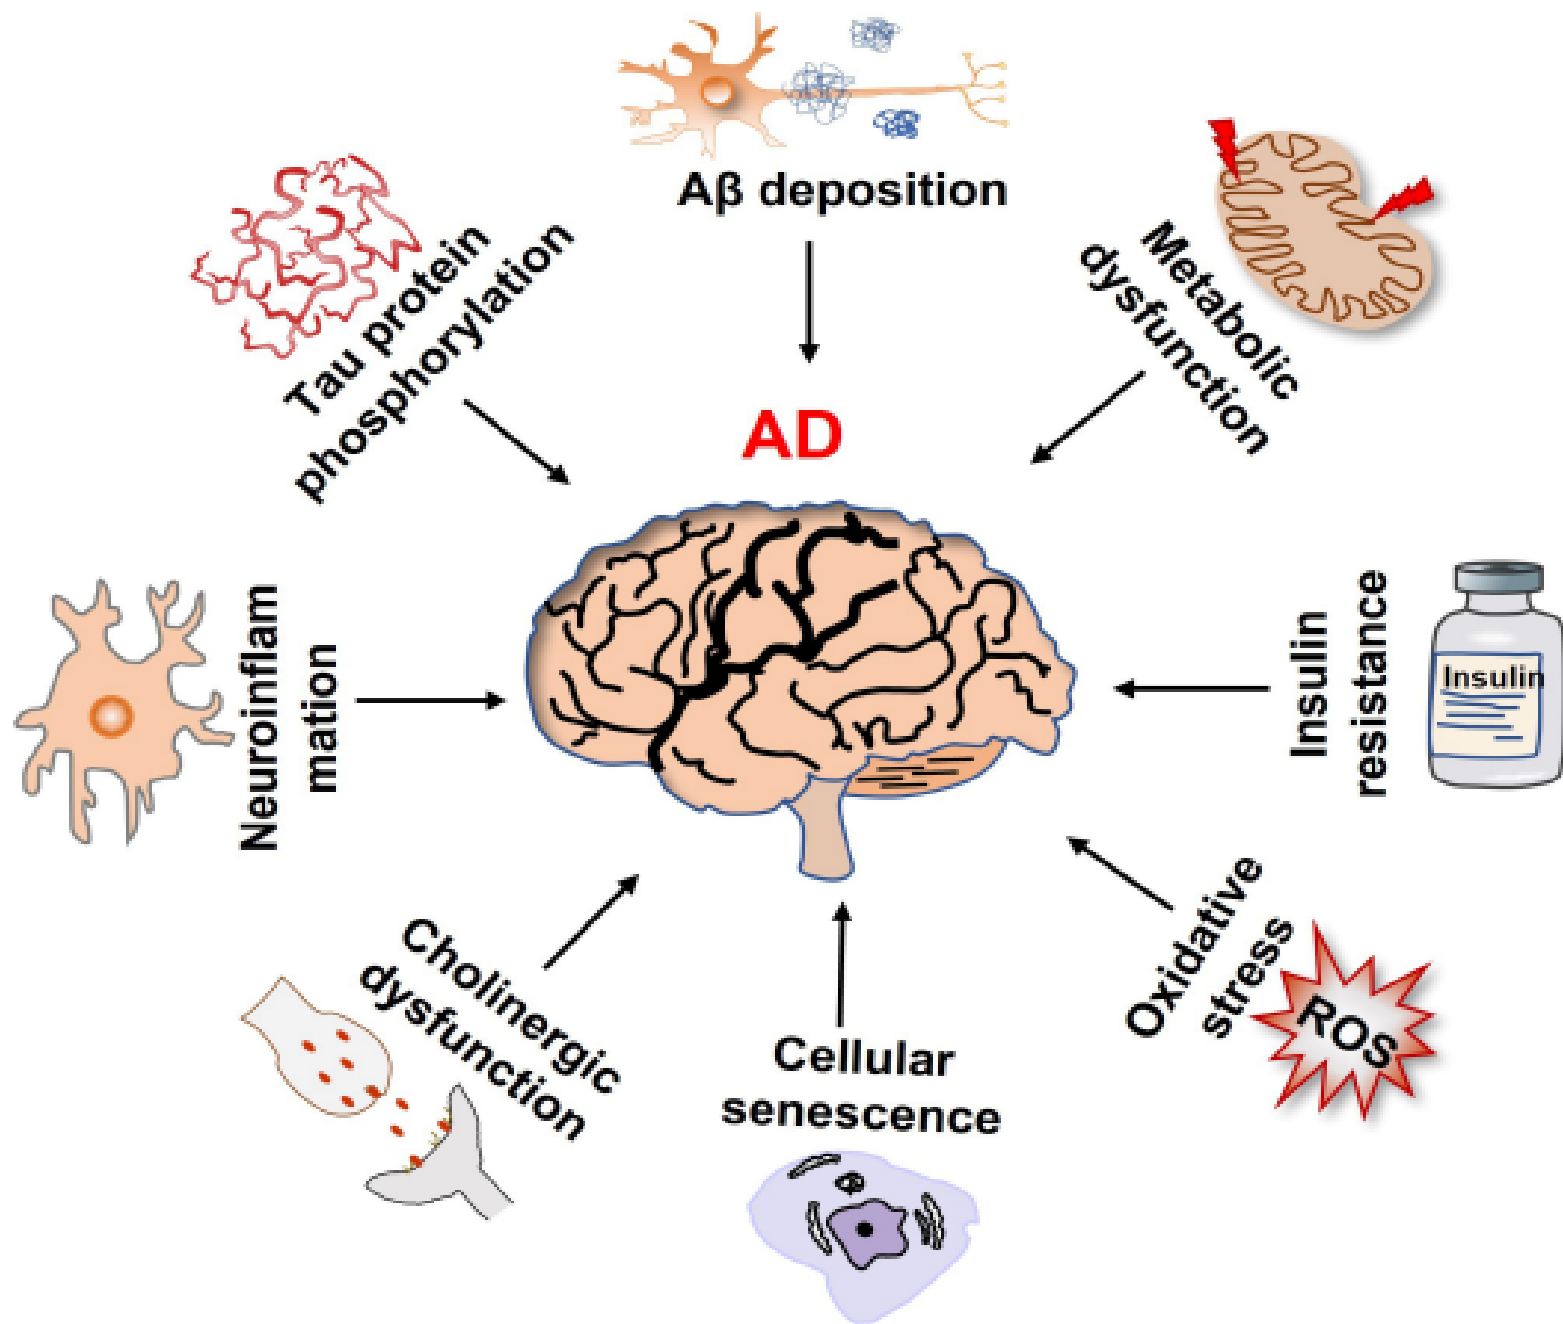 Aβ deposition
Tau protein
phosphorylation
Metabolic
dysfunction
AD
Neuroinflam
mation
Insulin
resistance
Insulin
Cholinergic
dysfunction
Cellular
senescence
Oxidative
stress
ROS